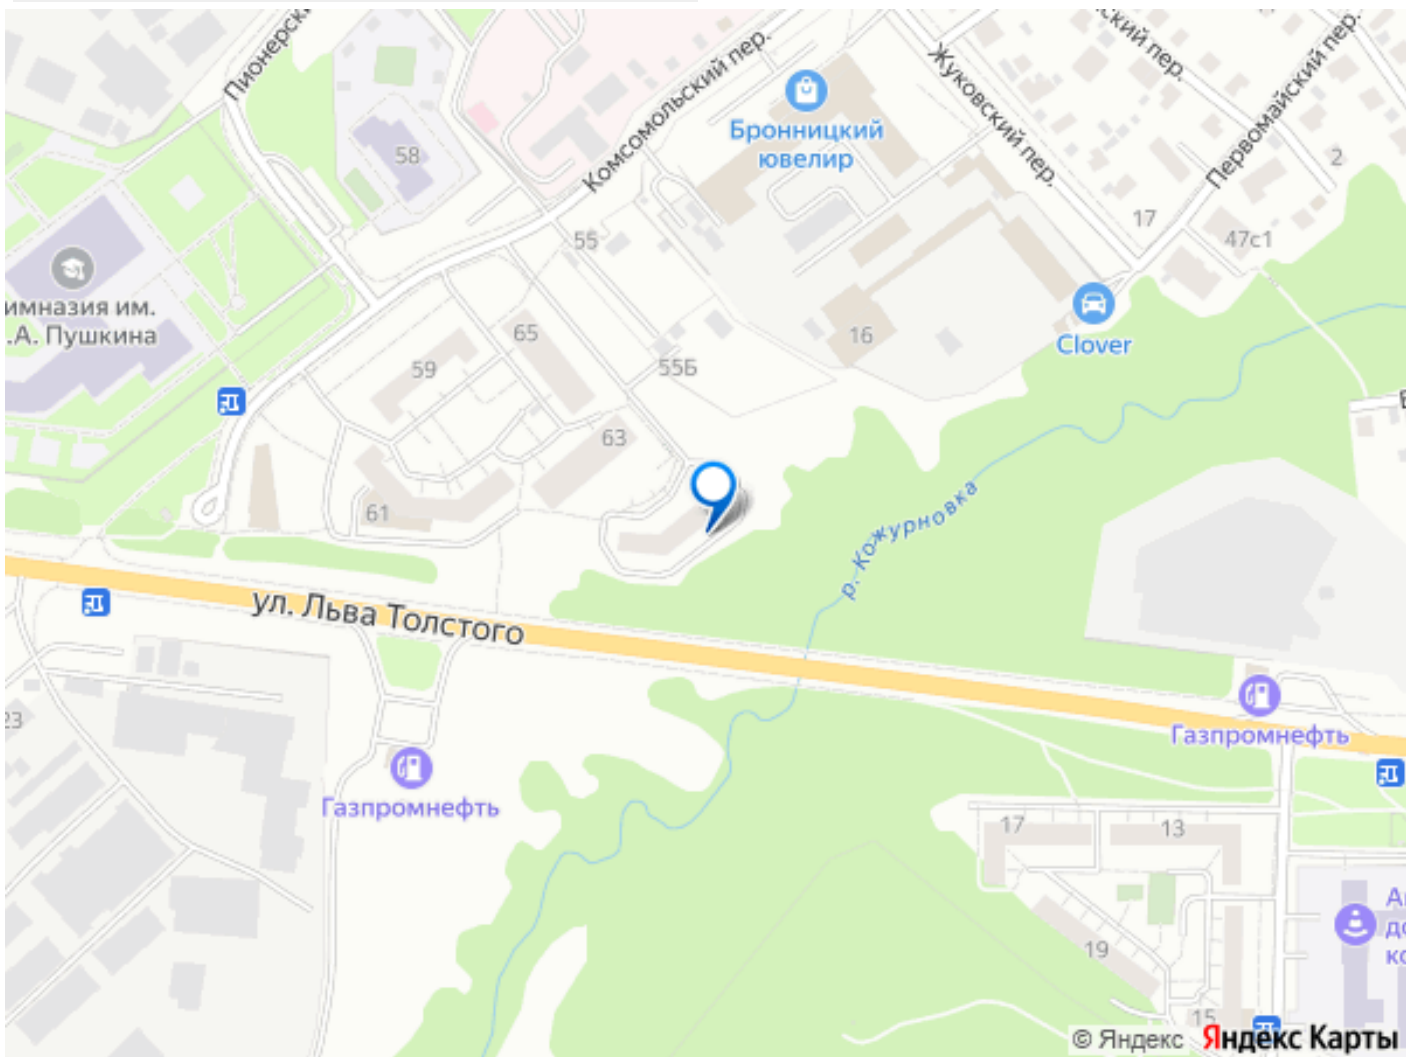 Пионерск
Комсомольский пер.
ский пер.
Жуковский пер.
Первомайский пер.
Бронницкий
ювелир
58
2
17
47с1
55
имназия им.
.А. Пушкина
65
16
Clover
59
55Б
63
61
р. Кожурновка
ул. Льва Толстого
Газпромнефть
23
Газпромнефть
17
13
19
15
© Яндекс Яндекс Карты